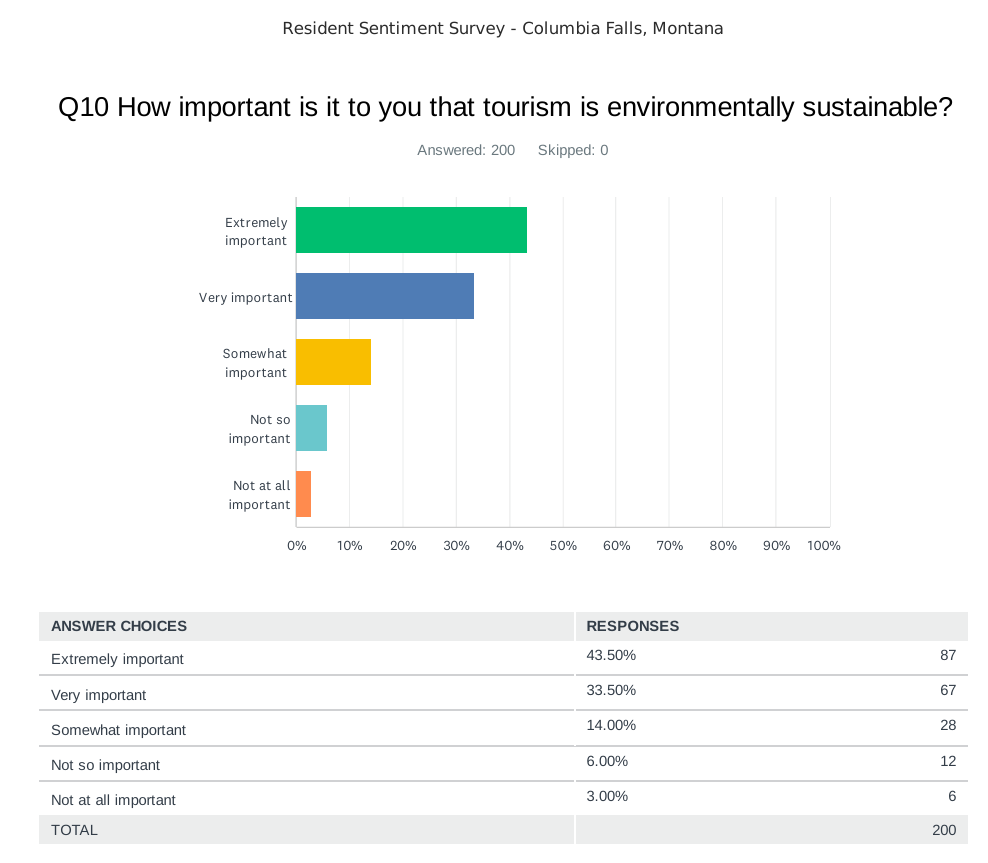 Resident Sentiment Survey - Columbia Falls, Montana
Q10 How important is it to you that tourism is environmentally sustainable?
Answered: 200 Skipped: 0
Extremely
important
Very important
Somewhat
important
Not so
important
Not at all
important
0% 10% 20% 30% 40% 50% 60% 70% 80% 90% 100%
ANSWER CHOICES RESPONSES
Extremely important 43.50% 87
Very important 33.50% 67
Somewhat important 14.00% 28
Not so important 6.00% 12
Not at all important 3.00% 6
TOTAL 200